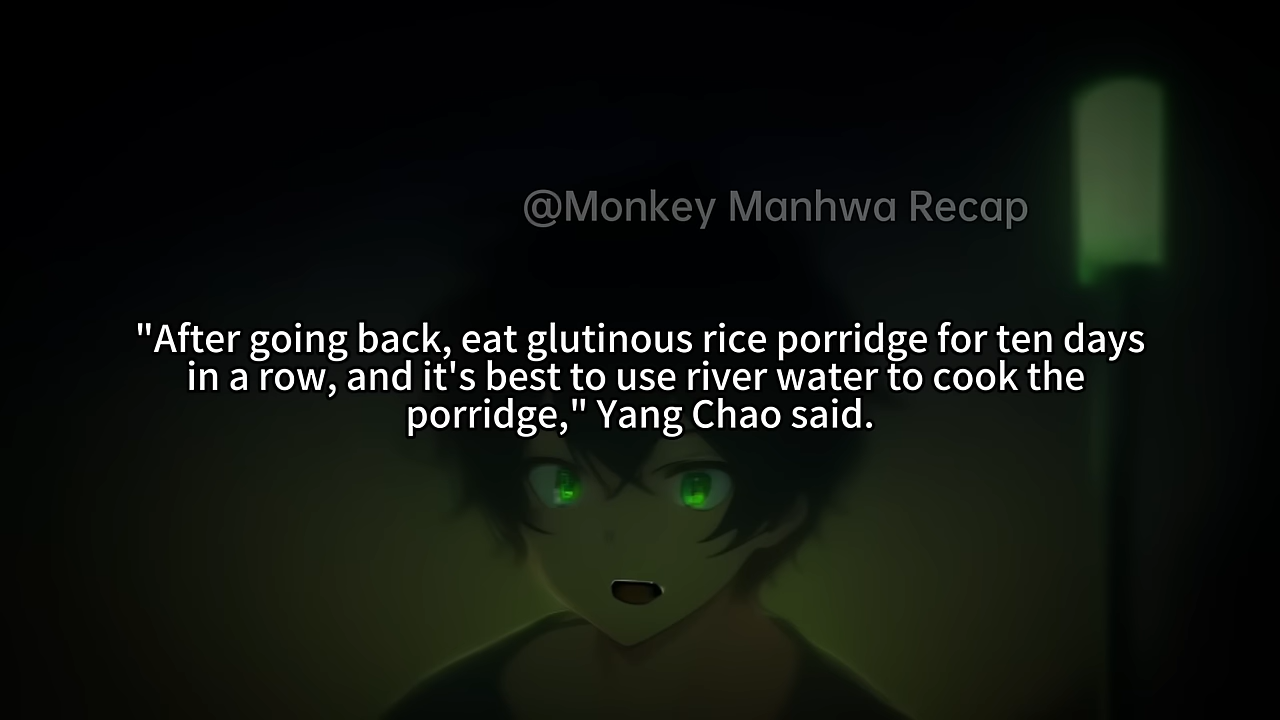 @Monkey Manhwa Recap
"After going back, eat glutinous rice porridge for ten days
in a row, and it's best to use river water to cook the
porridge," Yang Chao said.